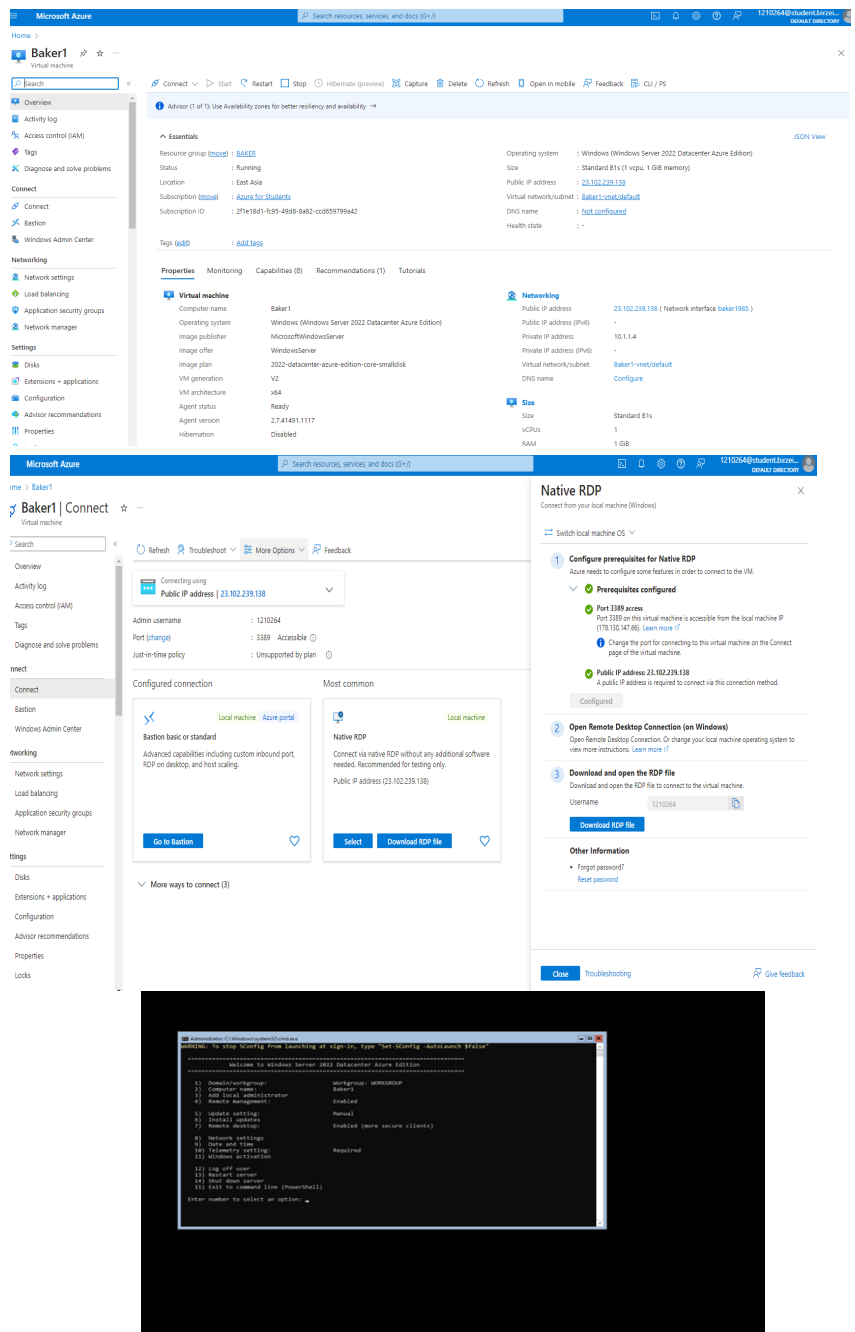 Microsoft Azure
Search resources, services, and docs (G+/)
1210264@student.birzei...
DEFAULT DIRECTORY
Home >
Baker1
Virtual machine
Search
Connect
Start
Restart
Stop
Hibernate (preview)
Capture
Delete
Refresh
Open in mobile
Feedback
CLI / PS
Overview
Activity log
Access control (IAM)
Tags
Diagnose and solve problems
Connect
Connect
Bastion
Windows Admin Center
Networking
Network settings
Load balancing
Application security groups
Network manager
Settings
Disks
Extensions + applications
Configuration
Advisor recommendations
Properties
Advisor (1 of 1): Use Availability zones for better resiliency and availability →
Essentials
JSON View
Resource group (move) : BAKER
Status : Running
Location : East Asia
Subscription (move) : Azure for Students
Subscription ID : 2f1e18d1-fc95-49d8-8a82-ccd659799a42
Operating system : Windows (Windows Server 2022 Datacenter Azure Edition)
Size : Standard B1s (1 vcpu, 1 GiB memory)
Public IP address : 23.102.239.138
Virtual network/subnet : Baker1-vnet/default
DNS name : Not configured
Health state : -
Tags (edit) : Add tags
Properties Monitoring Capabilities (8) Recommendations (1) Tutorials
Virtual machine
Computer name Baker1
Operating system Windows (Windows Server 2022 Datacenter Azure Edition)
Image publisher MicrosoftWindowsServer
Image offer WindowsServer
Image plan 2022-datacenter-azure-edition-core-smalldisk
VM generation V2
VM architecture x64
Agent status Ready
Agent version 2.7.41491.1117
Hibernation Disabled
Networking
Public IP address 23.102.239.138 ( Network interface baker1985 )
Public IP address (IPv6) -
Private IP address 10.1.1.4
Private IP address (IPv6) -
Virtual network/subnet Baker1-vnet/default
DNS name Configure
Size
Size Standard B1s
vCPUs 1
RAM 1 GiB
Microsoft Azure
Search resources, services, and docs (G+/)
1210264@student.birzei...
DEFAULT DIRECTORY
ome > Baker1
Baker1 | Connect
Virtual machine
Search
Overview
Activity log
Access control (IAM)
Tags
Diagnose and solve problems
nnect
Connect
Bastion
Windows Admin Center
etworking
Network settings
Load balancing
Application security groups
Network manager
ttings
Disks
Extensions + applications
Configuration
Advisor recommendations
Properties
Locks
Refresh
Troubleshoot
More Options
Feedback
Connecting using
Public IP address | 23.102.239.138
Admin username : 1210264
Port (change) : 3389 Accessible
Just-in-time policy : Unsupported by plan
Configured connection
Local machine Azure portal
Bastion basic or standard
Advanced capabilities including custom inbound port,
RDP on desktop, and host scaling.
Go to Bastion
Most common
Local machine
Native RDP
Connect via native RDP without any additional software
needed. Recommended for testing only.
Public IP address (23.102.239.138)
Select
Download RDP file
More ways to connect (3)
Native RDP
Connect from your local machine (Windows)
Switch local machine OS
1 Configure prerequisites for Native RDP
Azure needs to configure some features in order to connect to the VM.
Prerequisites configured
Port 3389 access
Port 3389 on this virtual machine is accessible from the local machine IP
(178.130.147.66). Learn more
Change the port for connecting to this virtual machine on the Connect
page of the virtual machine.
Public IP address: 23.102.239.138
A public IP address is required to connect via this connection method.
Configured
2 Open Remote Desktop Connection (on Windows)
Open Remote Desktop Connection. Or change your local machine operating system to
view more instructions. Learn more
3 Download and open the RDP file
Download and open the RDP file to connect to the virtual machine.
Username 1210264
Download RDP file
Other Information
• Forgot password?
Reset password
Close
Troubleshooting
Give feedback
Administrator: C:\Windows\system32\cmd.exe
WARNING: To stop SConfig from launching at sign-in, type "Set-SConfig -AutoLaunch $False"
================================================================
Welcome to Windows Server 2022 Datacenter Azure Edition
================================================================
1) Domain/workgroup: Workgroup: WORKGROUP
2) Computer name: Baker1
3) Add local administrator
4) Remote management: Enabled
5) Update setting: Manual
6) Install updates
7) Remote desktop: Enabled (more secure clients)
8) Network settings
9) Date and time
10) Telemetry setting: Required
11) Windows activation
12) Log off user
13) Restart server
14) Shut down server
15) Exit to command line (PowerShell)
Enter number to select an option: _